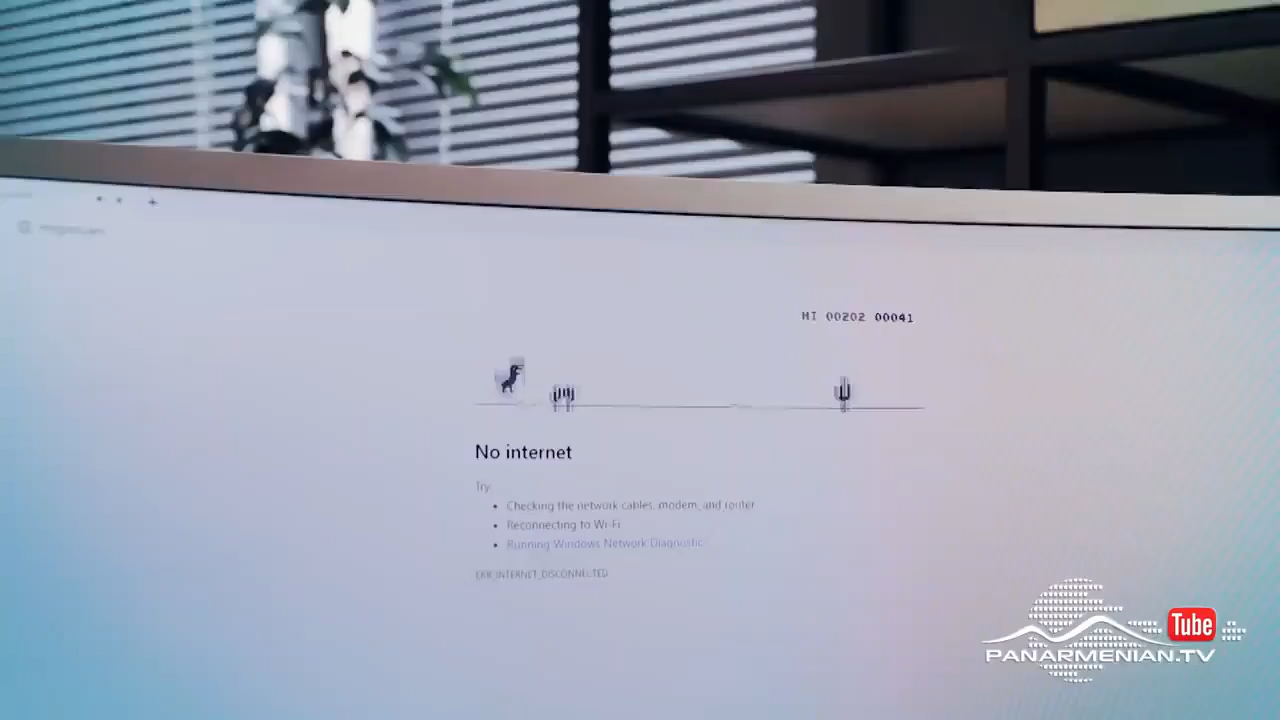 HI 00202 00041
No internet
Try:
Checking the network cables, modem, and router
Reconnecting to Wi-Fi
Running Windows Network Diagnostics
ERR_INTERNET_DISCONNECTED
Tube
PANARMENIAN.TV